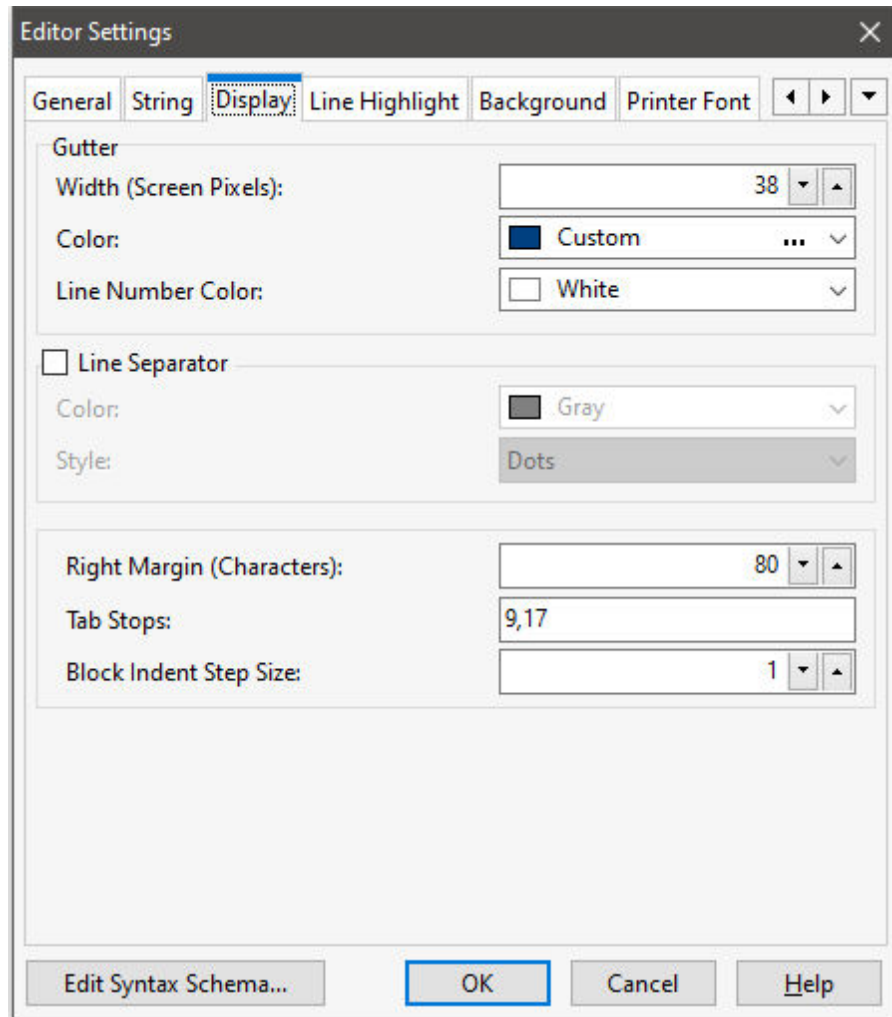 Editor Settings
General String Display Line Highlight Background Printer Font
Gutter
Width (Screen Pixels): 38
Color: Custom ...
Line Number Color: White
Line Separator
Color: Gray
Style: Dots
Right Margin (Characters): 80
Tab Stops: 9,17
Block Indent Step Size: 1
Edit Syntax Schema... OK Cancel Help